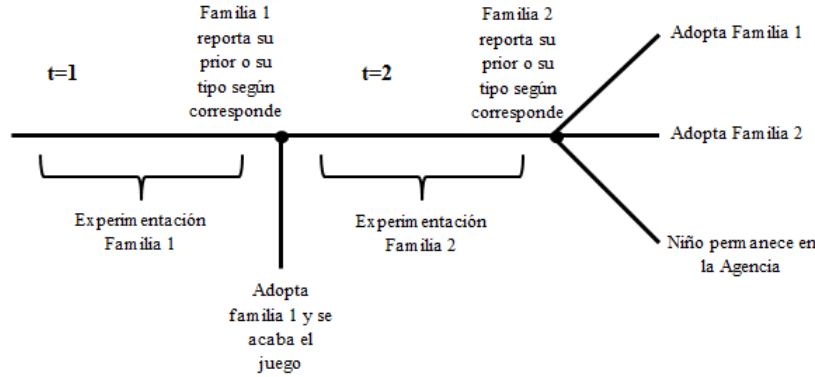 Familia 1
reporta su
prior o su
tipo según
corresponde
Familia 2
reporta su
prior o su
tipo según
corresponde
t=1
t=2
Adopta Familia 1
Adopta Familia 2
Niño permanece en
la Agencia
Experimentación
Familia 1
Experimentación
Familia 2
Adopta
familia 1 y se
acaba el
juego